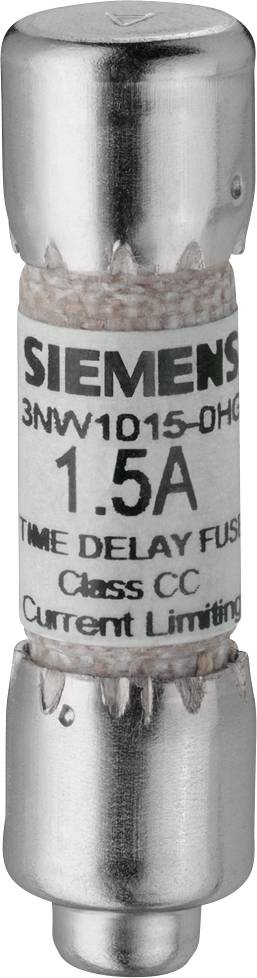 SIEMENS
3NW1015-0HG
1.5A
TIME DELAY FUSE
Class CC
Current Limiting